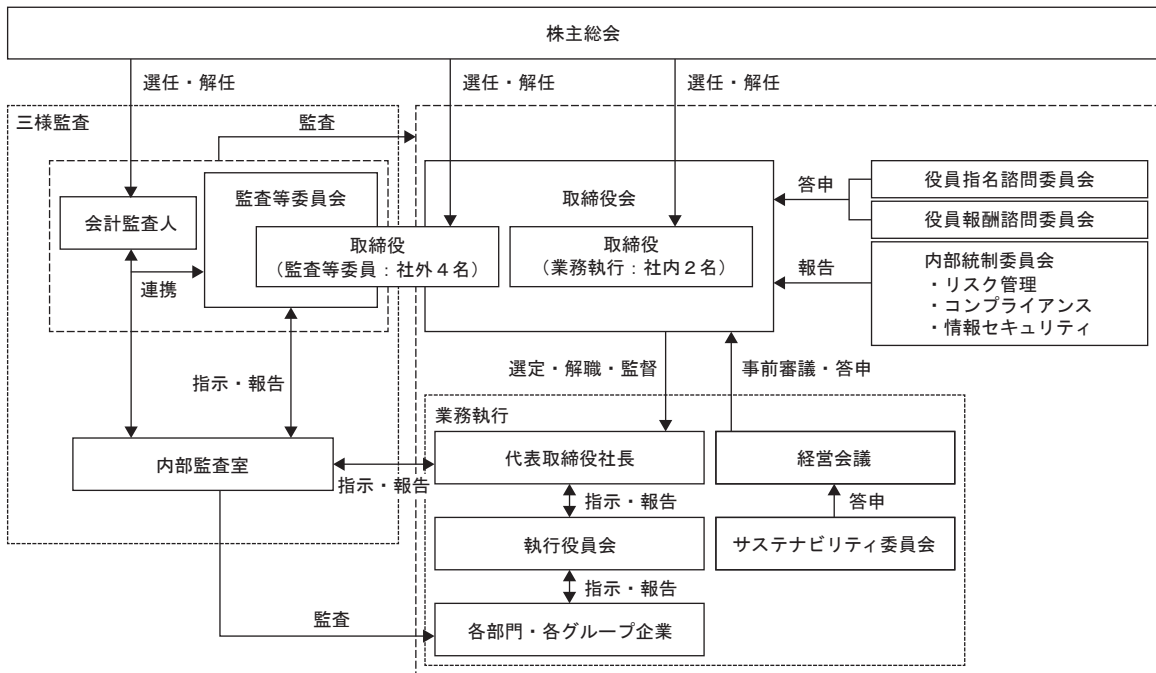 株主総会
選任・解任
選任・解任
選任・解任
三様監査
監査
会計監査人
監査等委員会
連携
取締役
（監査等委員：社外４名）
取締役会
取締役
（業務執行：社内２名）
答申
役員指名諮問委員会
役員報酬諮問委員会
報告
内部統制委員会
・リスク管理
・コンプライアンス
・情報セキュリティ
指示・報告
選定・解職・監督
事前審議・答申
業務執行
内部監査室
指示・報告
代表取締役社長
経営会議
指示・報告
答申
執行役員会
サステナビリティ委員会
指示・報告
監査
各部門・各グループ企業